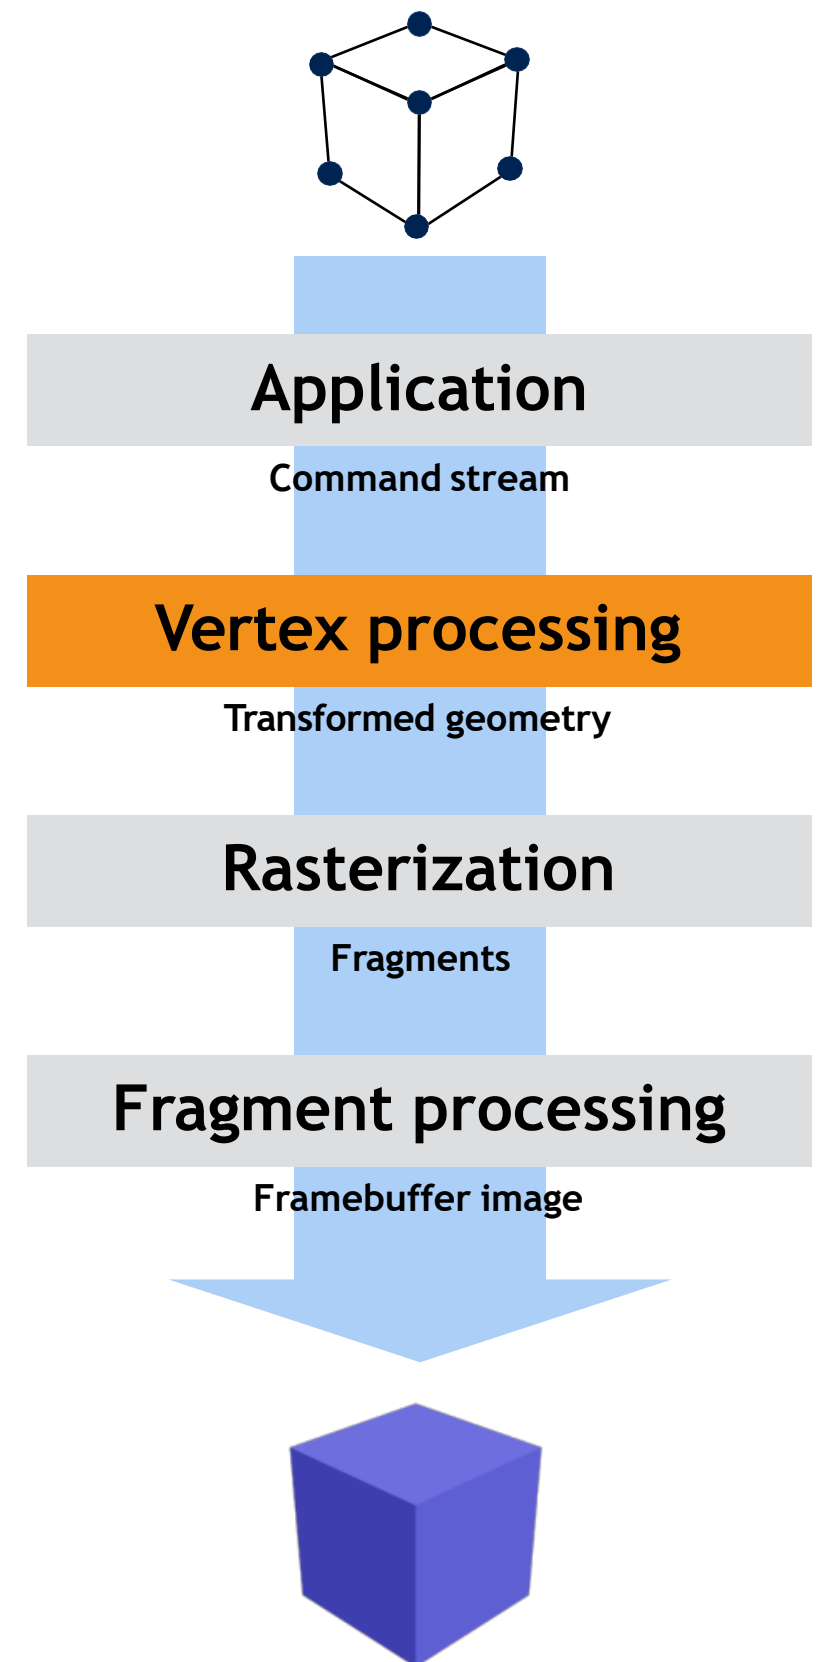 Application
Command stream
Vertex processing
Transformed geometry
Rasterization
Fragments
Fragment processing
Framebuffer image